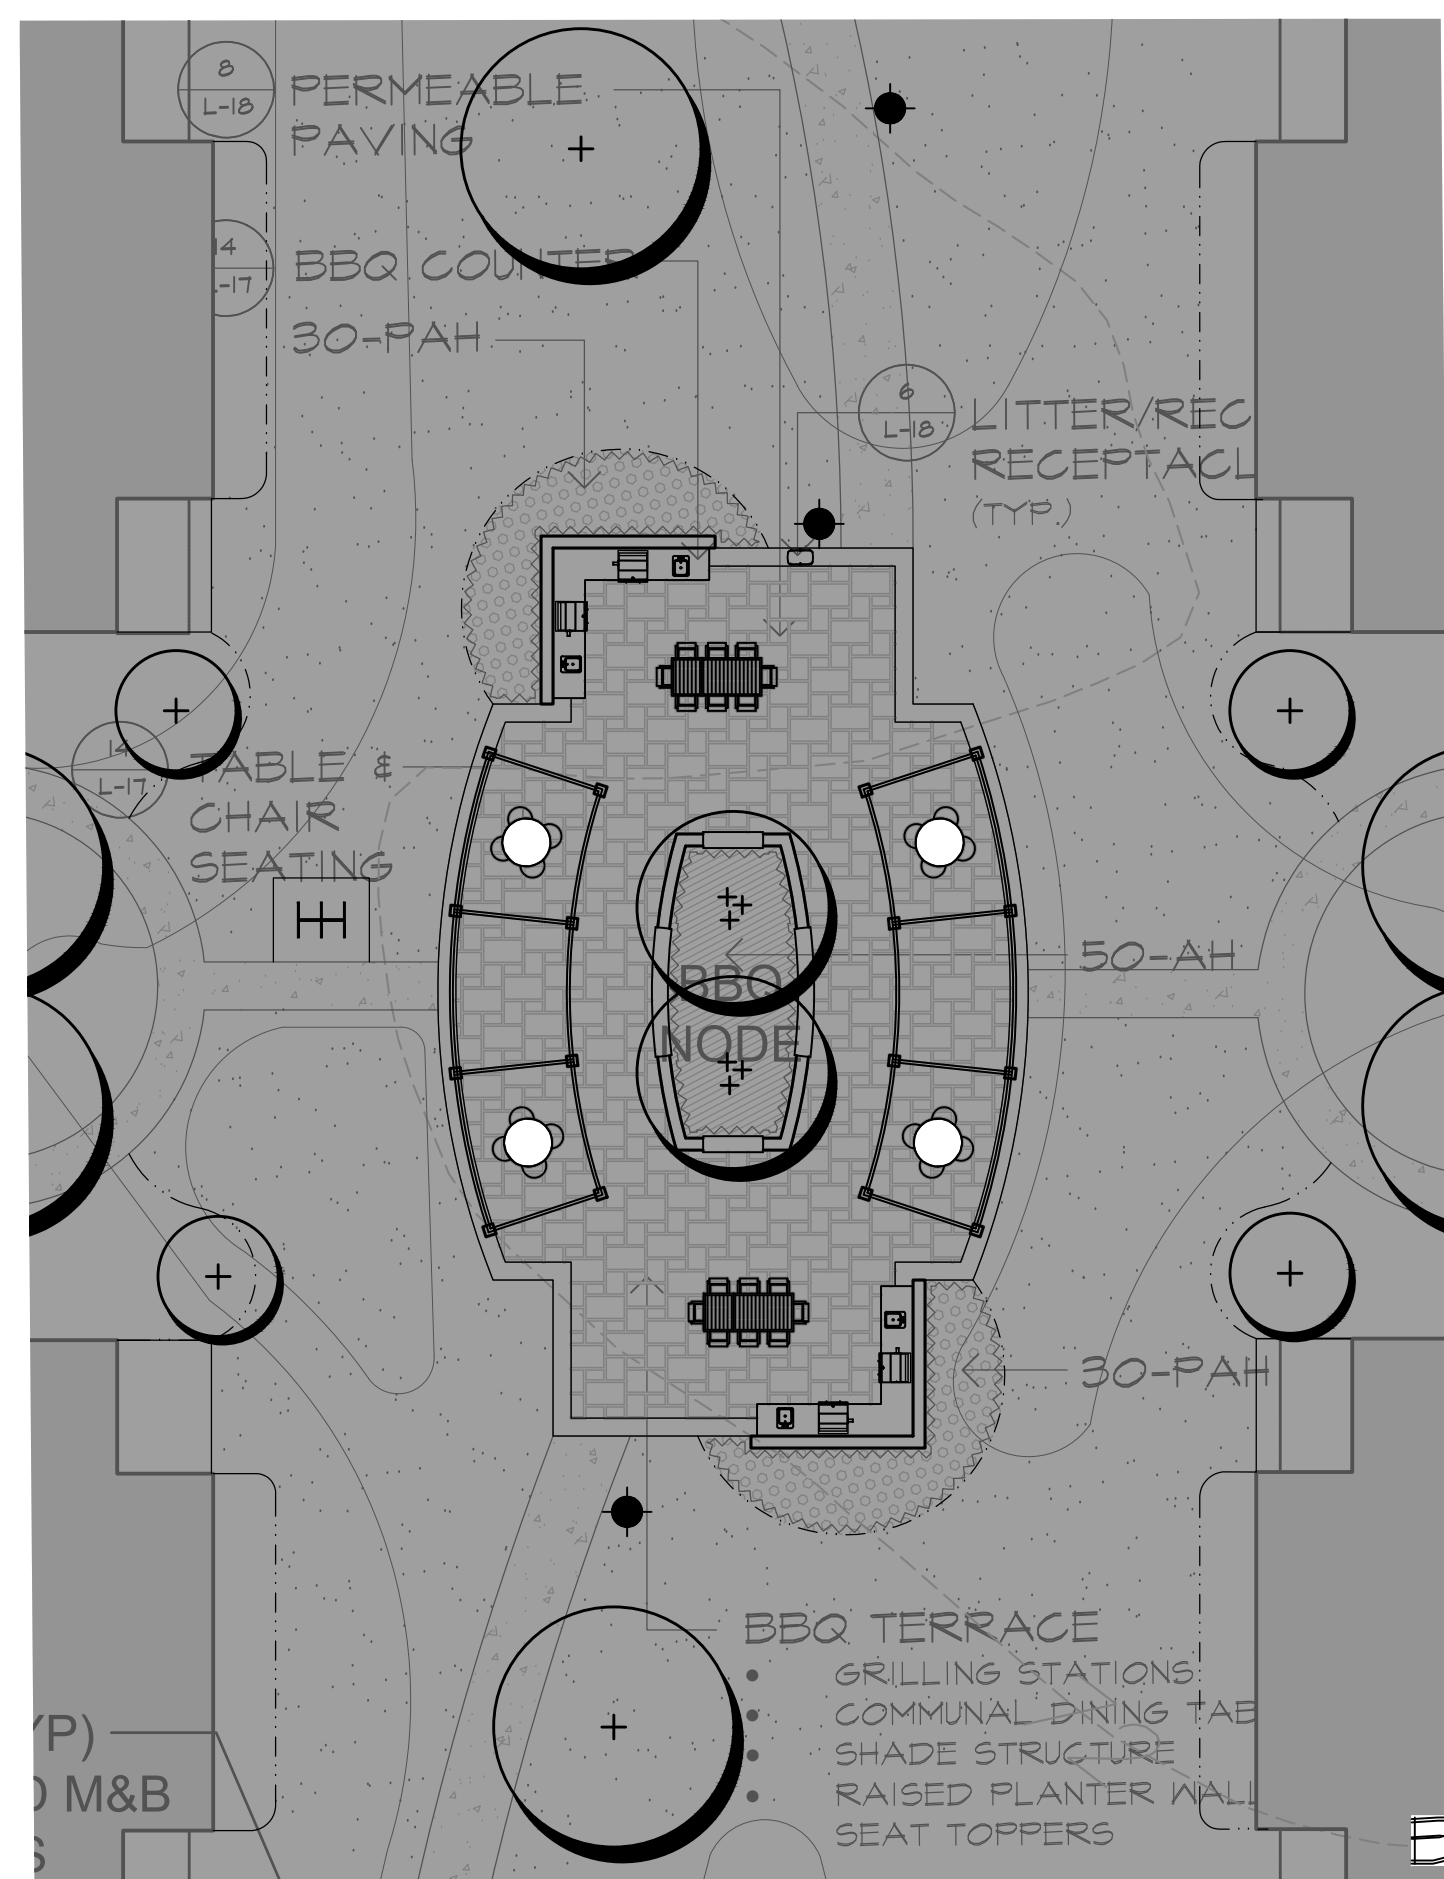 8
L-18
PERMEABLE
PAVING
14
-17
BBQ COUNTER
30-PAH
6
L-18
LITTER/REC
RECEPTACL
(TYP.)
14
L-17
TABLE &
CHAIR
SEATING
50-AH
BBQ
NODE
30-PAH
BBQ TERRACE
• GRILLING STATIONS
• COMMUNAL DINING TAB
• SHADE STRUCTURE
• RAISED PLANTER WALL
SEAT TOPPERS
YP)
M&B
S